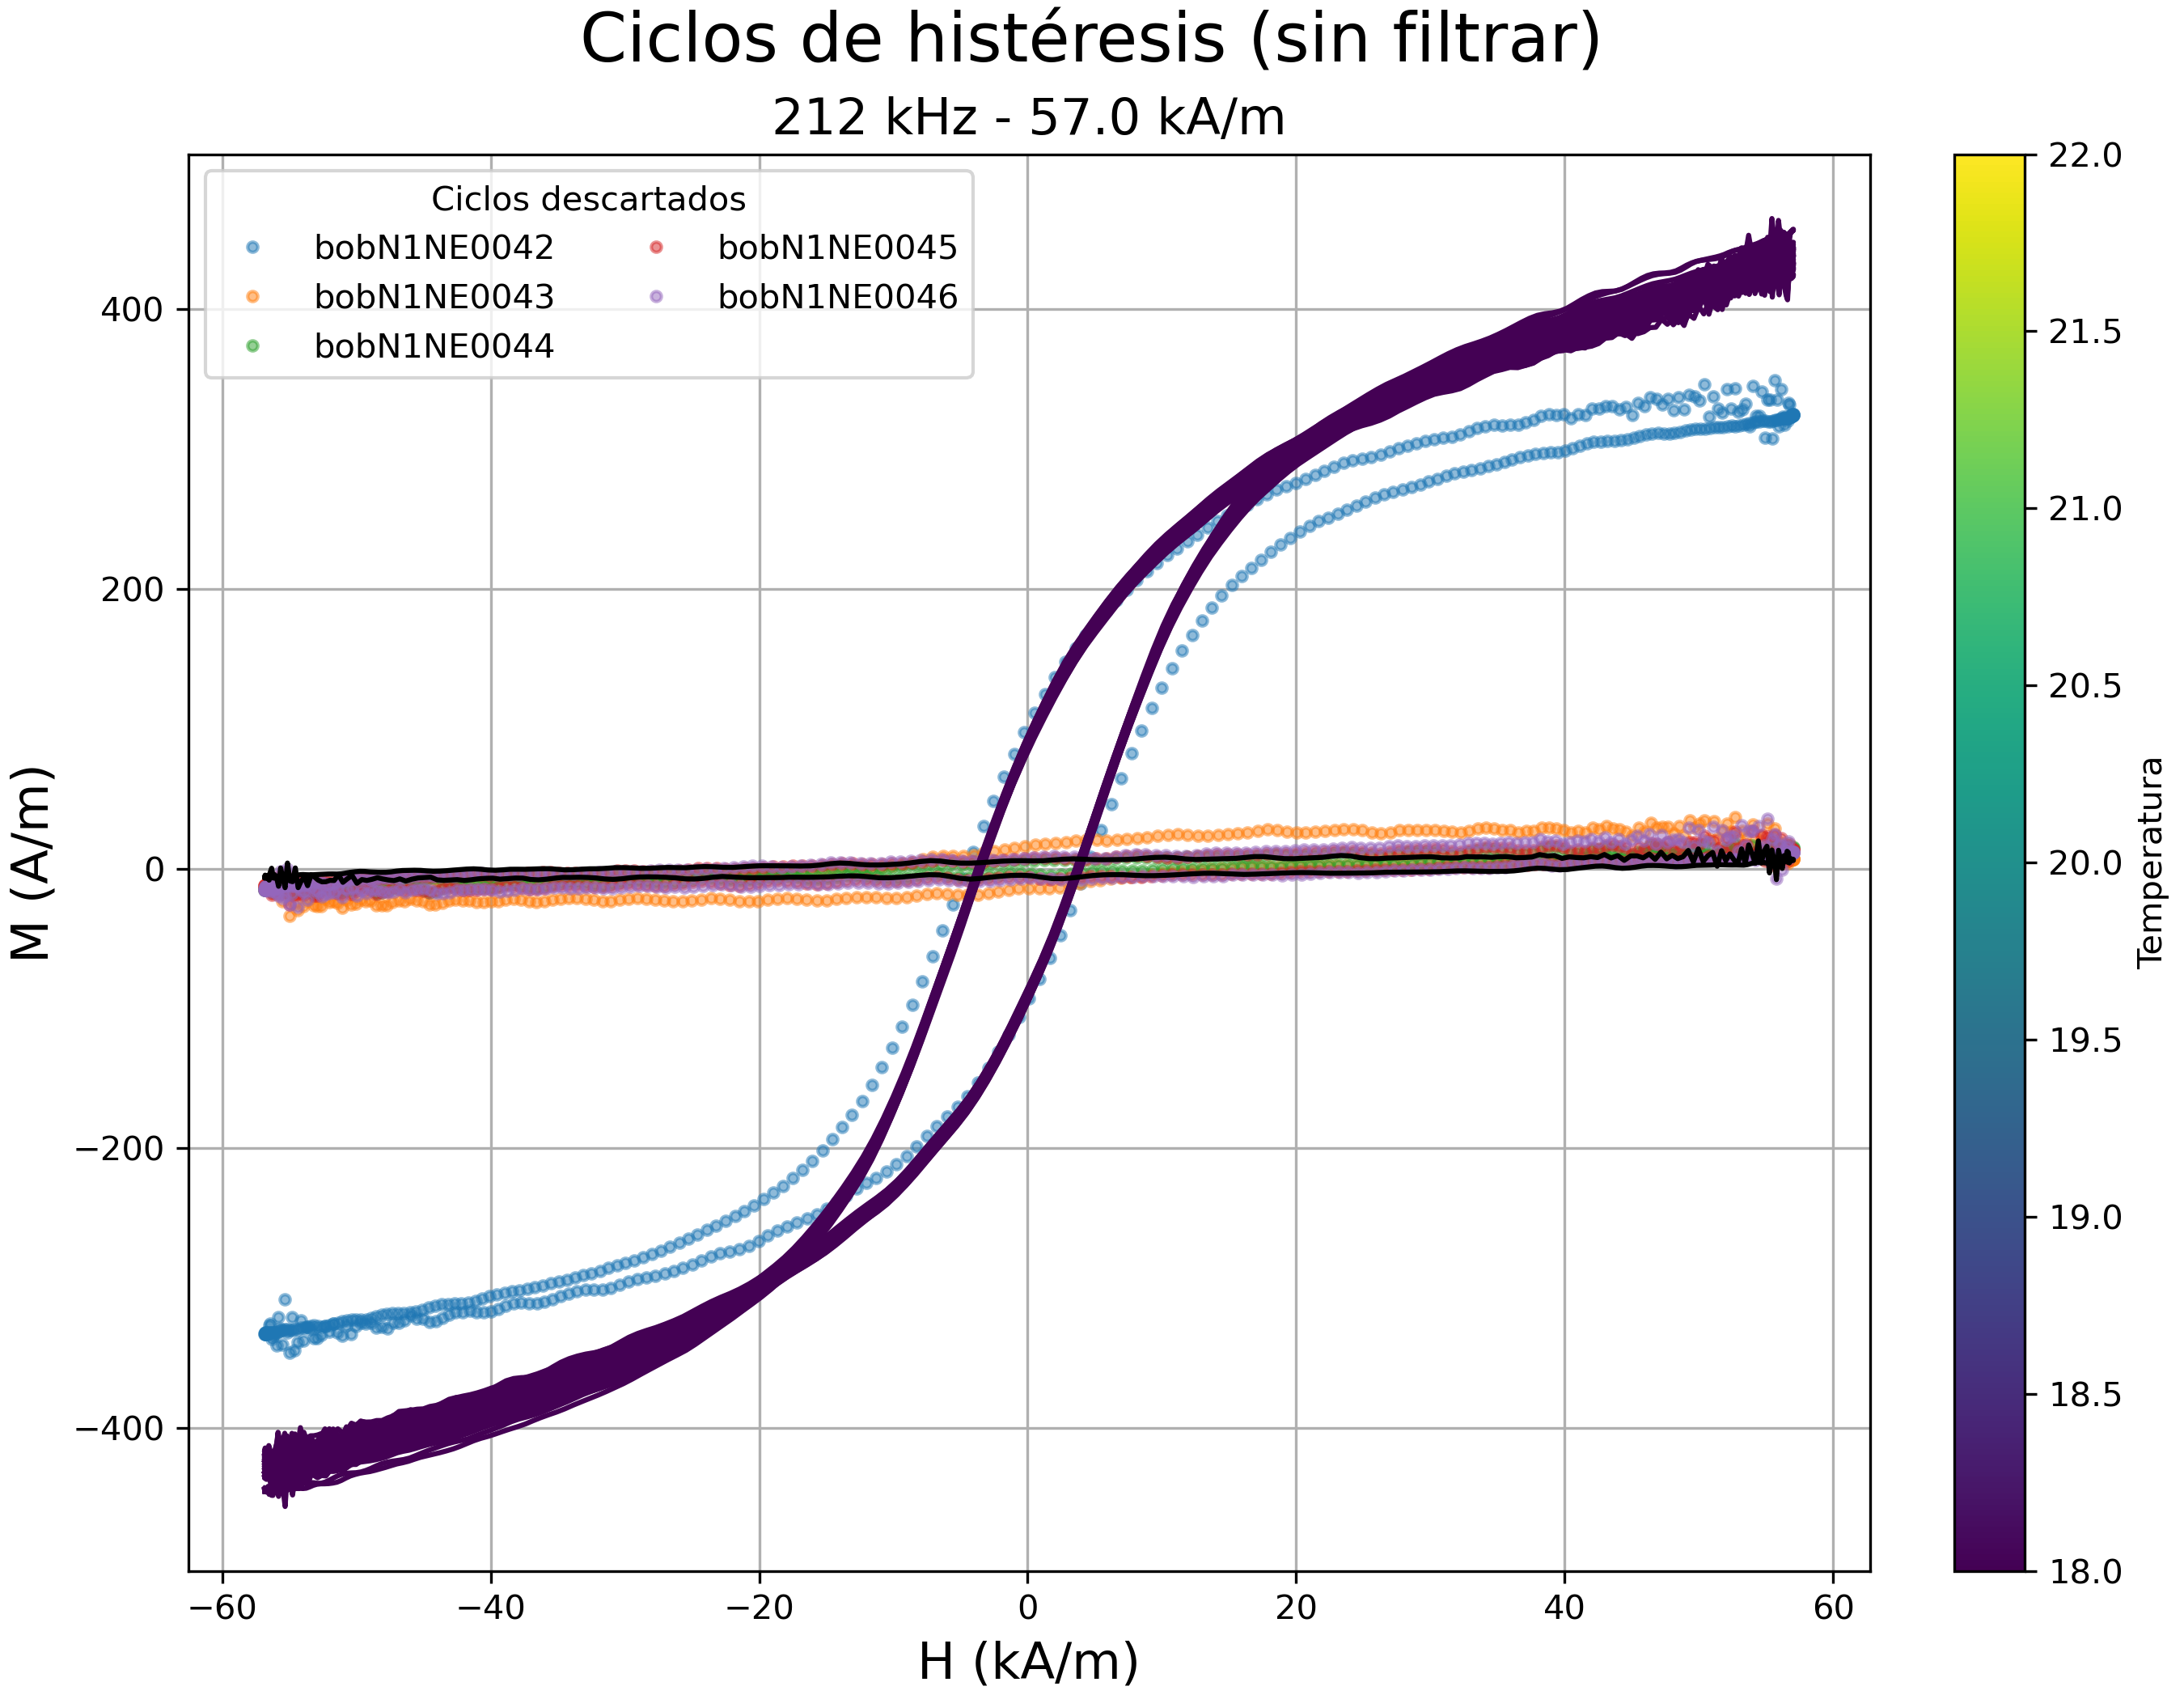 Ciclos de histéresis (sin filtrar)
212 kHz - 57.0 kA/m
Ciclos descartados
bobN1NE0042
bobN1NE0043
bobN1NE0044
bobN1NE0045
bobN1NE0046
M (A/m)
400
200
0
−200
−400
−60
−40
−20
0
20
40
60
H (kA/m)
22.0
21.5
21.0
20.5
20.0
19.5
19.0
18.5
18.0
Temperatura